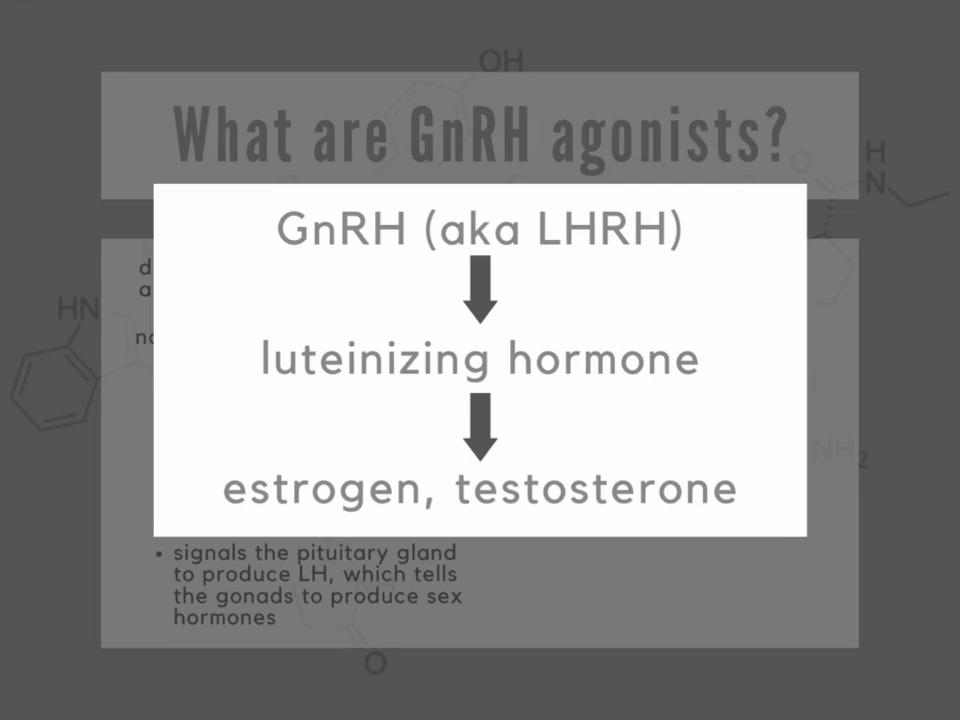 OH
What are GnRH agonists?
H
N
O
GnRH (aka LHRH)
luteinizing hormone
estrogen, testosterone
HN
NH2
• signals the pituitary gland
to produce LH, which tells
the gonads to produce sex
hormones
O